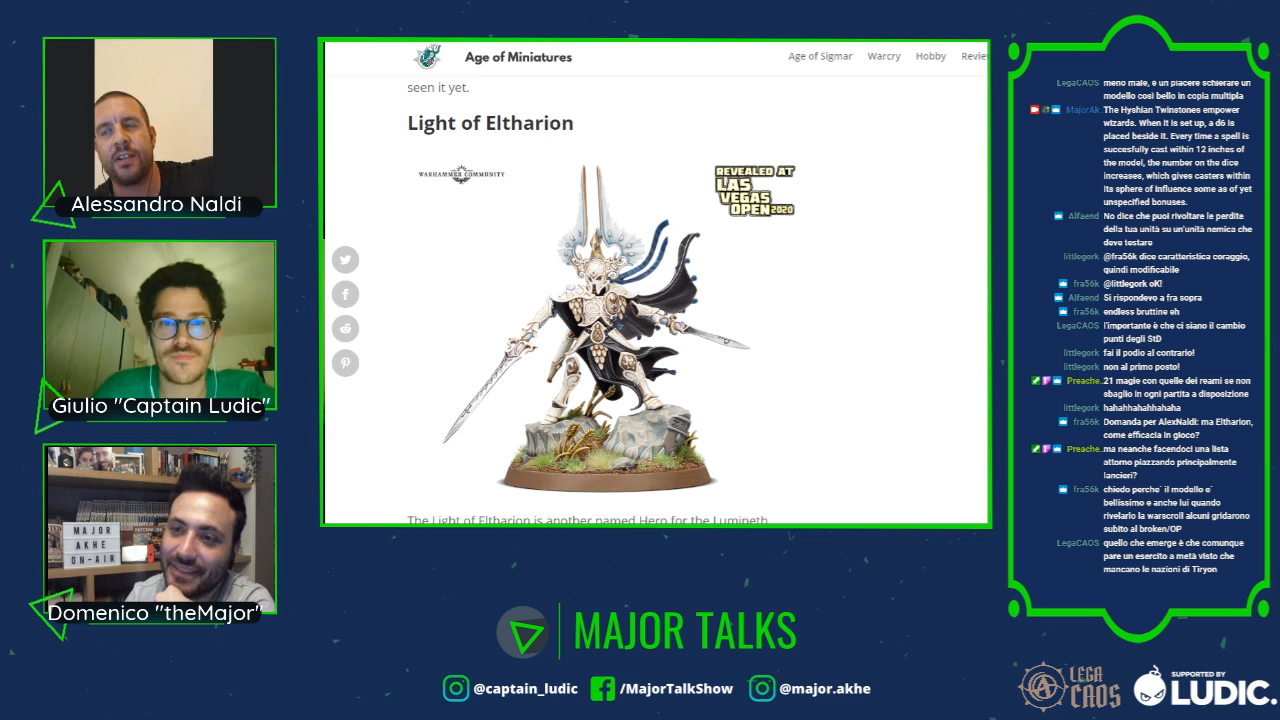 Alessandro Naldi
Giulio "Captain Ludic"
MAJOR
AKHE
ON-AIR
Domenico "theMajor"
Age of Miniatures
Age of Sigmar
Warcry
Hobby
Revie
seen it yet.
Light of Eltharion
WARHAMMER COMMUNITY
REVEALED AT
LAS
VEGAS
OPEN 2020
The Light of Eltharion is another named Hero for the Lumineth
MAJOR TALKS
@captain_ludic
/MajorTalkShow
@major.akhe
LegaCAOS meno male, è un piacere schierare un
modello così bello in copia multipla
MajorAk.. The Hyshian Twinstones empower
wizards. When it is set up, a d6 is
placed beside it. Every time a spell is
succesfully cast within 12 inches of
the model, the number on the dice
increases, which gives casters within
its sphere of influence some as of yet
unspecified bonuses.
Alfaend No dice che puoi rivoltare le perdite
della tua unità su un'unità nemica che
deve testare
littlegork @fra56k dice caratteristica coraggio,
quindi modificabile
fra56k @littlegork oK!
Alfaend Si rispondevo a fra sopra
fra56k endless bruttine eh
LegaCAOS l'importante è che ci siano il cambio
punti degli StD
littlegork fai il podio al contrario!
littlegork non al primo posto!
Preache.. 21 magie con quelle dei reami se non
sbaglio in ogni partita a disposizione
littlegork hahahhahahhahaha
fra56k Domanda per AlexNaldi: ma Eltharion,
come efficacia in gioco?
Preache.. ma neanche facendoci una lista
attorno piazzando principalmente
lancieri?
fra56k chiedo perche` il modello e`
bellissimo e anche lui quando
rivelarlo la warscroll alcuni gridarono
subito al broken/OP
LegaCAOS quello che emerge è che comunque
pare un esercito a metà visto che
mancano le nazioni di Tiryon
LEGA
CAOS
SUPPORTED BY
LUDIC.